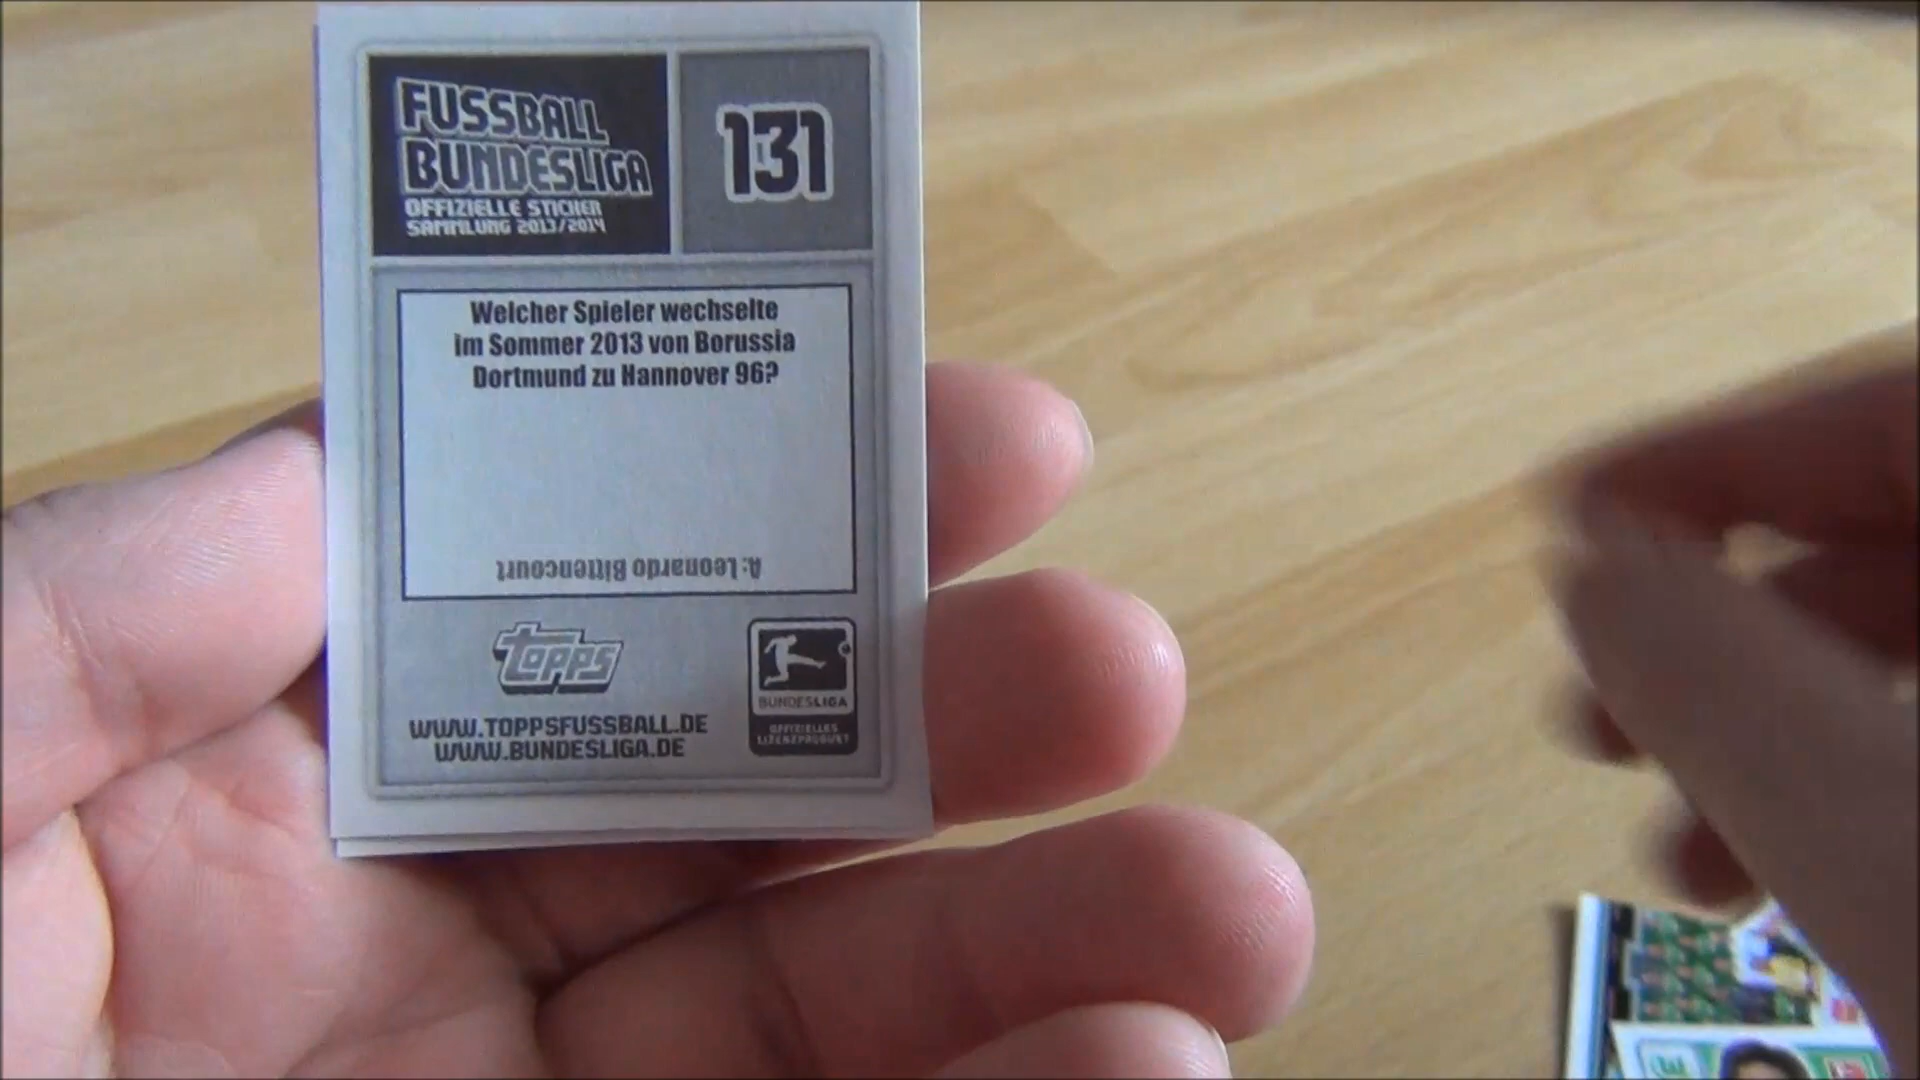 FUSSBALL
BUNDESLIGA
OFFIZIELLE STICKER
SAMMLUNG 2013/2014
131
Welcher Spieler wechselte
im Sommer 2013 von Borussia
Dortmund zu Hannover 96?
A: Leonardo Bittencourt
Topps
WWW.TOPPSFUSSBALL.DE
WWW.BUNDESLIGA.DE
BUNDESLIGA
OFFIZIELLES
LIZENZPRODUKT